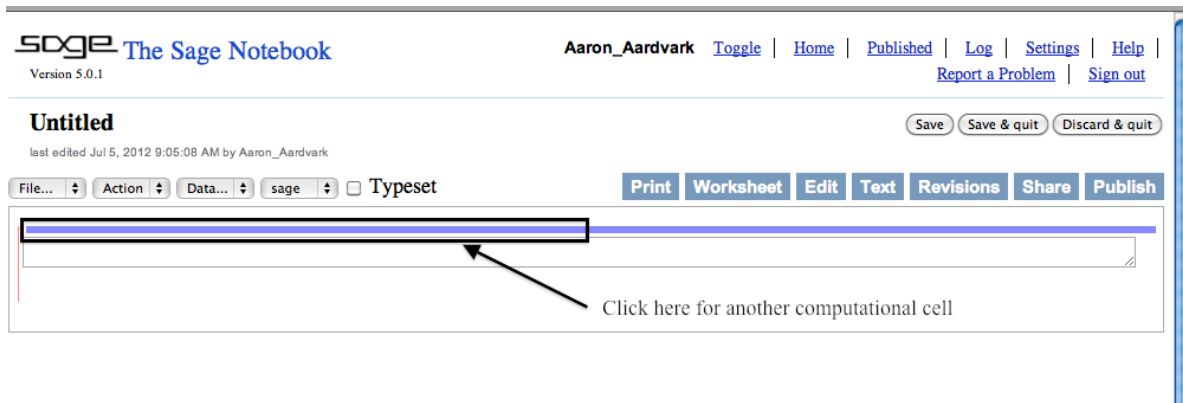 sage The Sage Notebook
Version 5.0.1
Aaron_Aardvark Toggle | Home | Published | Log | Settings | Help |
Report a Problem | Sign out
Untitled
last edited Jul 5, 2012 9:05:08 AM by Aaron_Aardvark
Save Save & quit Discard & quit
File... Action Data... sage Typeset
Print Worksheet Edit Text Revisions Share Publish
Click here for another computational cell